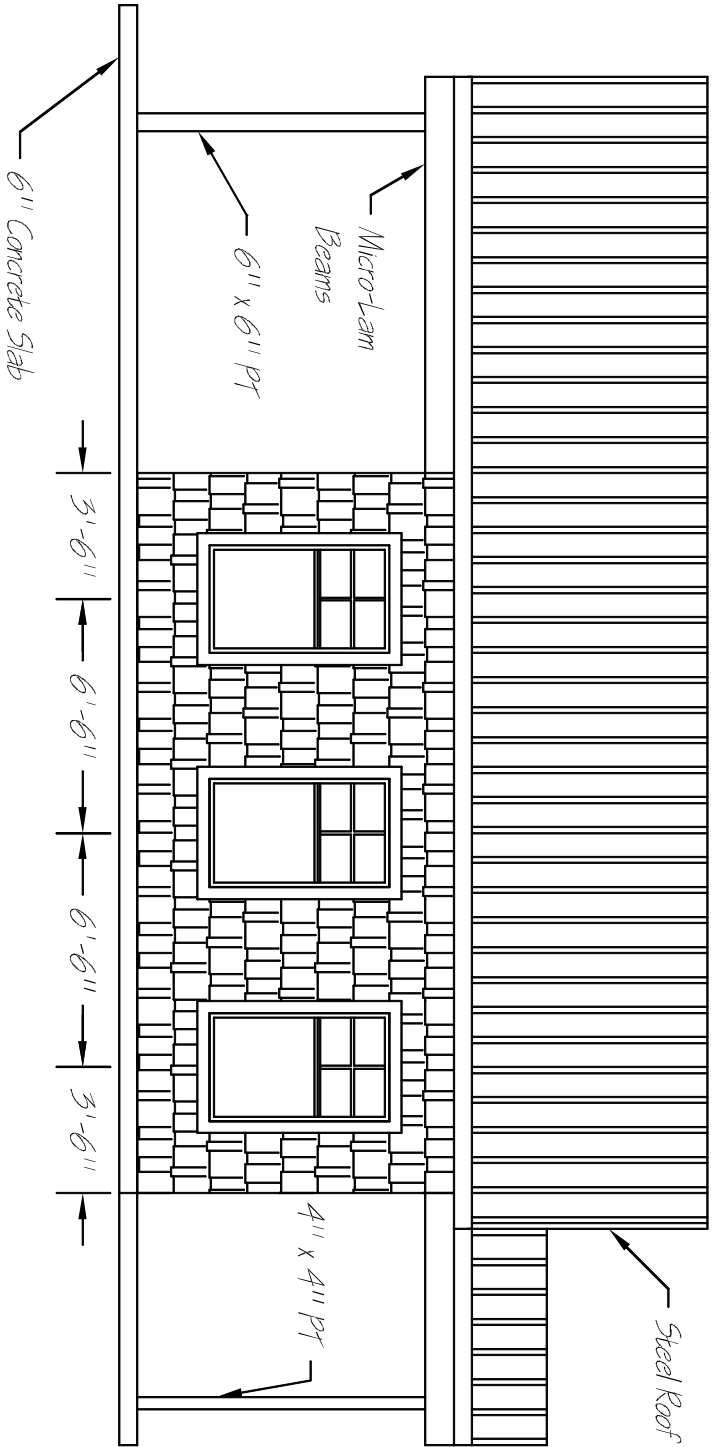 Steel Roof
Micro-Lam
Beams
6" x 6" PT
4" x 4" PT
6" Concrete Slab
3'-6"
6'-6"
6'-6"
3'-6"